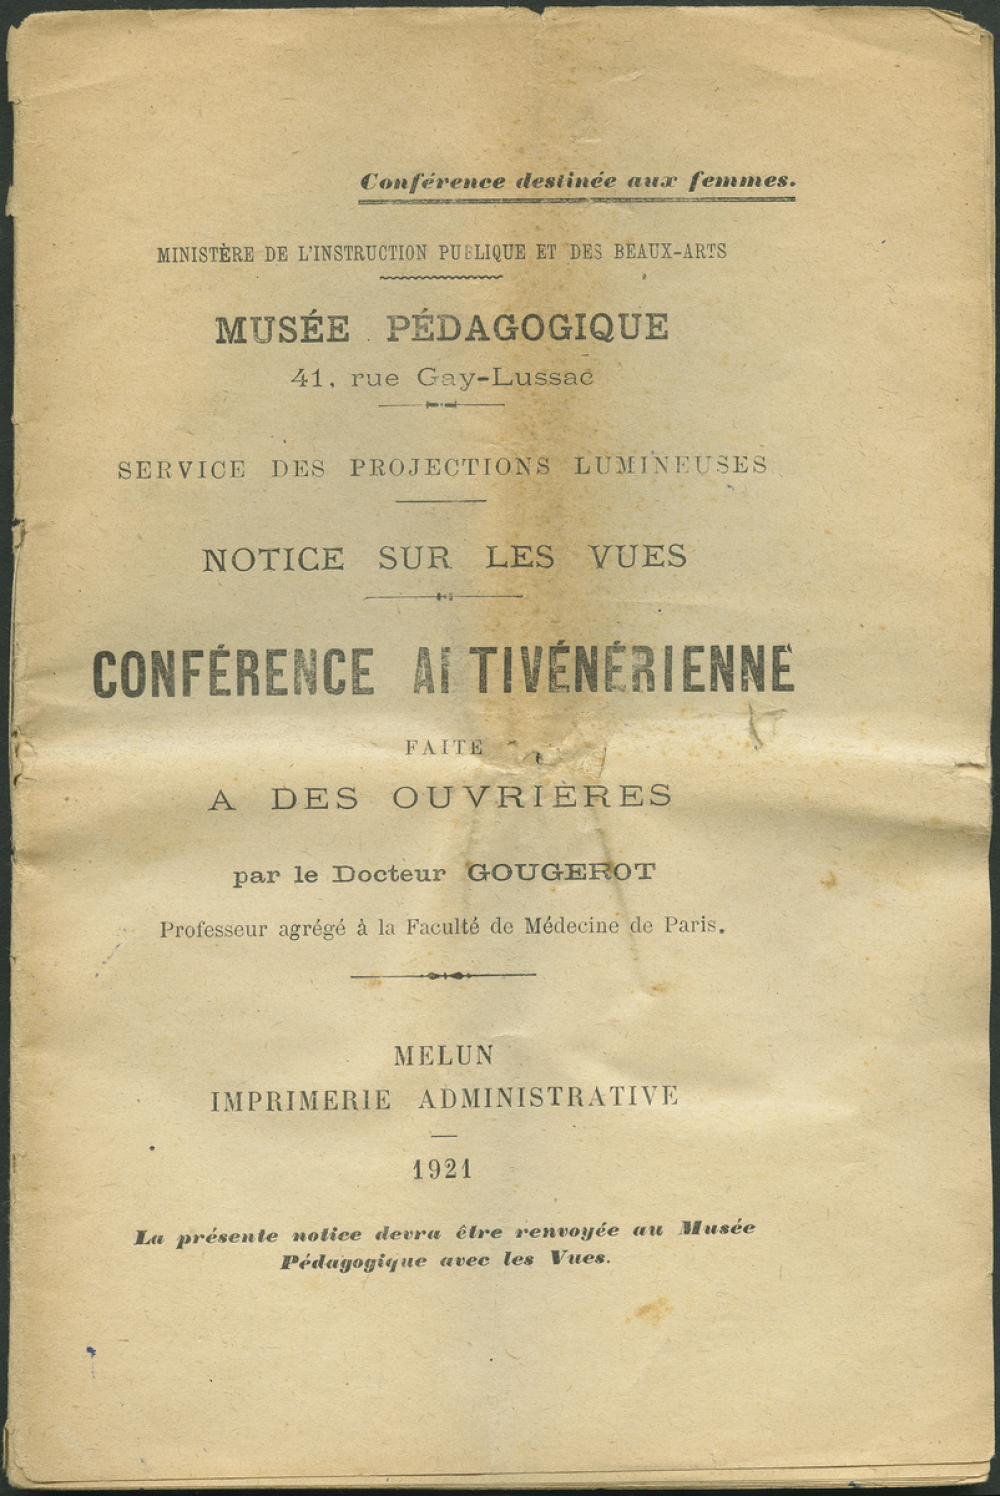 Conférence destinée aux femmes.
MINISTÈRE DE L'INSTRUCTION PUBLIQUE ET DES BEAUX-ARTS
MUSÉE PÉDAGOGIQUE
41, rue Gay-Lussac
SERVICE DES PROJECTIONS LUMINEUSES
NOTICE SUR LES VUES
CONFÉRENCE ANTIVÉNÉRIENNE
FAITE
A DES OUVRIÈRES
par le Docteur GOUGEROT
Professeur agrégé à la Faculté de Médecine de Paris.
MELUN
IMPRIMERIE ADMINISTRATIVE
1921
La présente notice devra être renvoyée au Musée
Pédagogique avec les Vues.